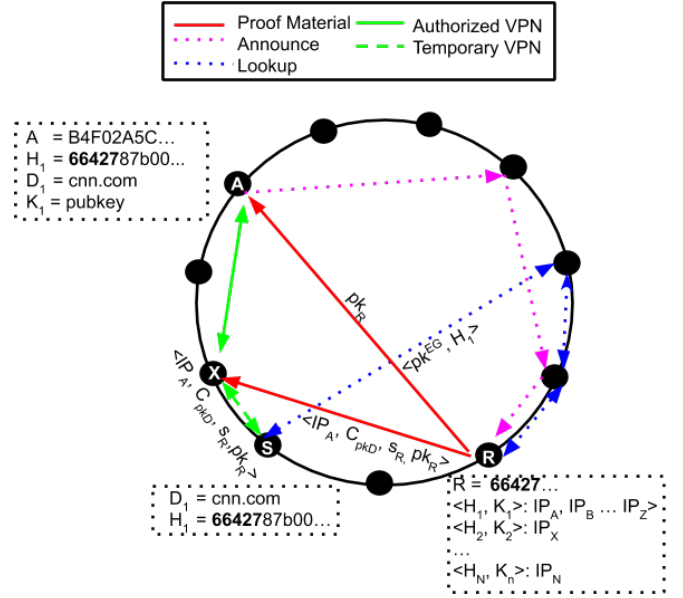 Proof Material
Authorized VPN
Announce
Temporary VPN
Lookup
A = B4F02A5C...
H1 = 6642787b00...
D1 = cnn.com
K1 = pubkey
A
pkR
<pk^EG, H1>
X
<IPA, CpkD, sR, pkR>
<IPA, CpkD, sR, pkR>
S
R
D1 = cnn.com
H1 = 6642787b00...
R = 66427...
<H1, K1>: IPA, IPB ... IPZ>
<H2, K2>: IPX
...
<HN, Kn>: IPN